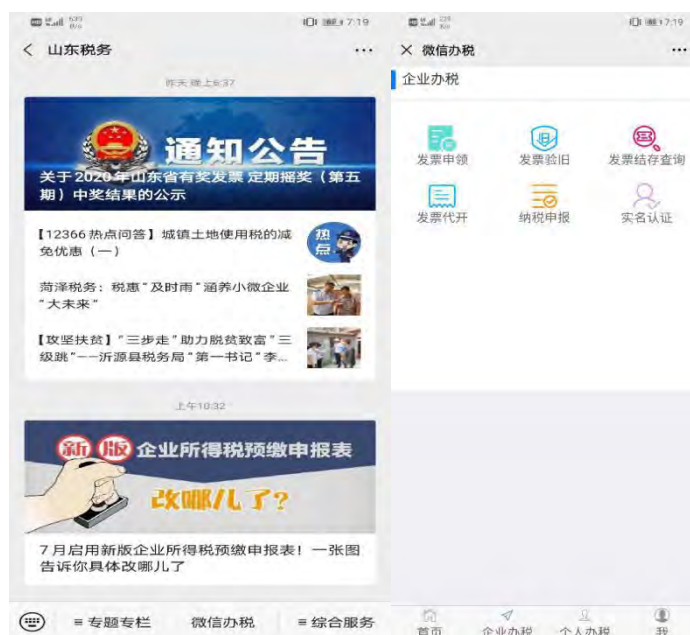 7:19
山东税务
昨天 晚上6:37
通知公告
关于2020年山东省有奖发票定期摇奖（第五
期）中奖结果的公示
【12366热点问答】城镇土地使用税的减
免优惠（一）
热
点
菏泽税务：税惠“及时雨”涵养小微企业
“大未来”
【攻坚扶贫】“三步走”助力脱贫致富“三
级跳”——沂源县税务局“第一书记”李...
上午10:32
新版企业所得税预缴申报表
改哪儿了？
7月启用新版企业所得税预缴申报表！一张图
告诉你具体改哪儿了
≡专题专栏
微信办税
≡综合服务
7:19
微信办税
企业办税
发票申领
发票验旧
发票结存查询
发票代开
纳税申报
实名认证
首页
企业办税
个人办税
我